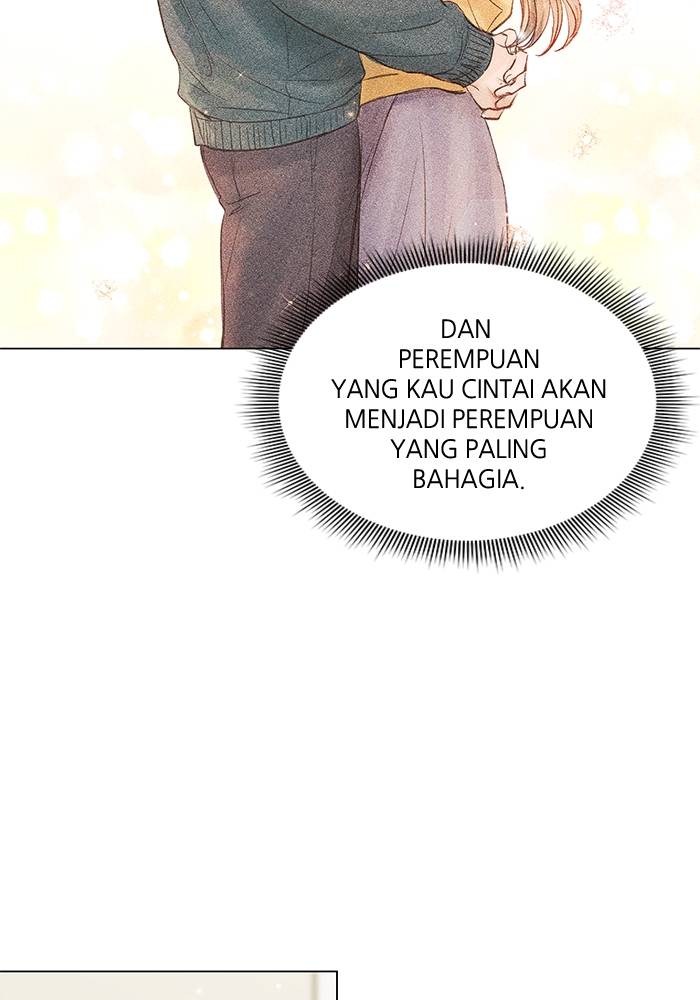 DAN
PEREMPUAN
YANG KAU CINTAI AKAN
MENJADI PEREMPUAN
YANG PALING
BAHAGIA.